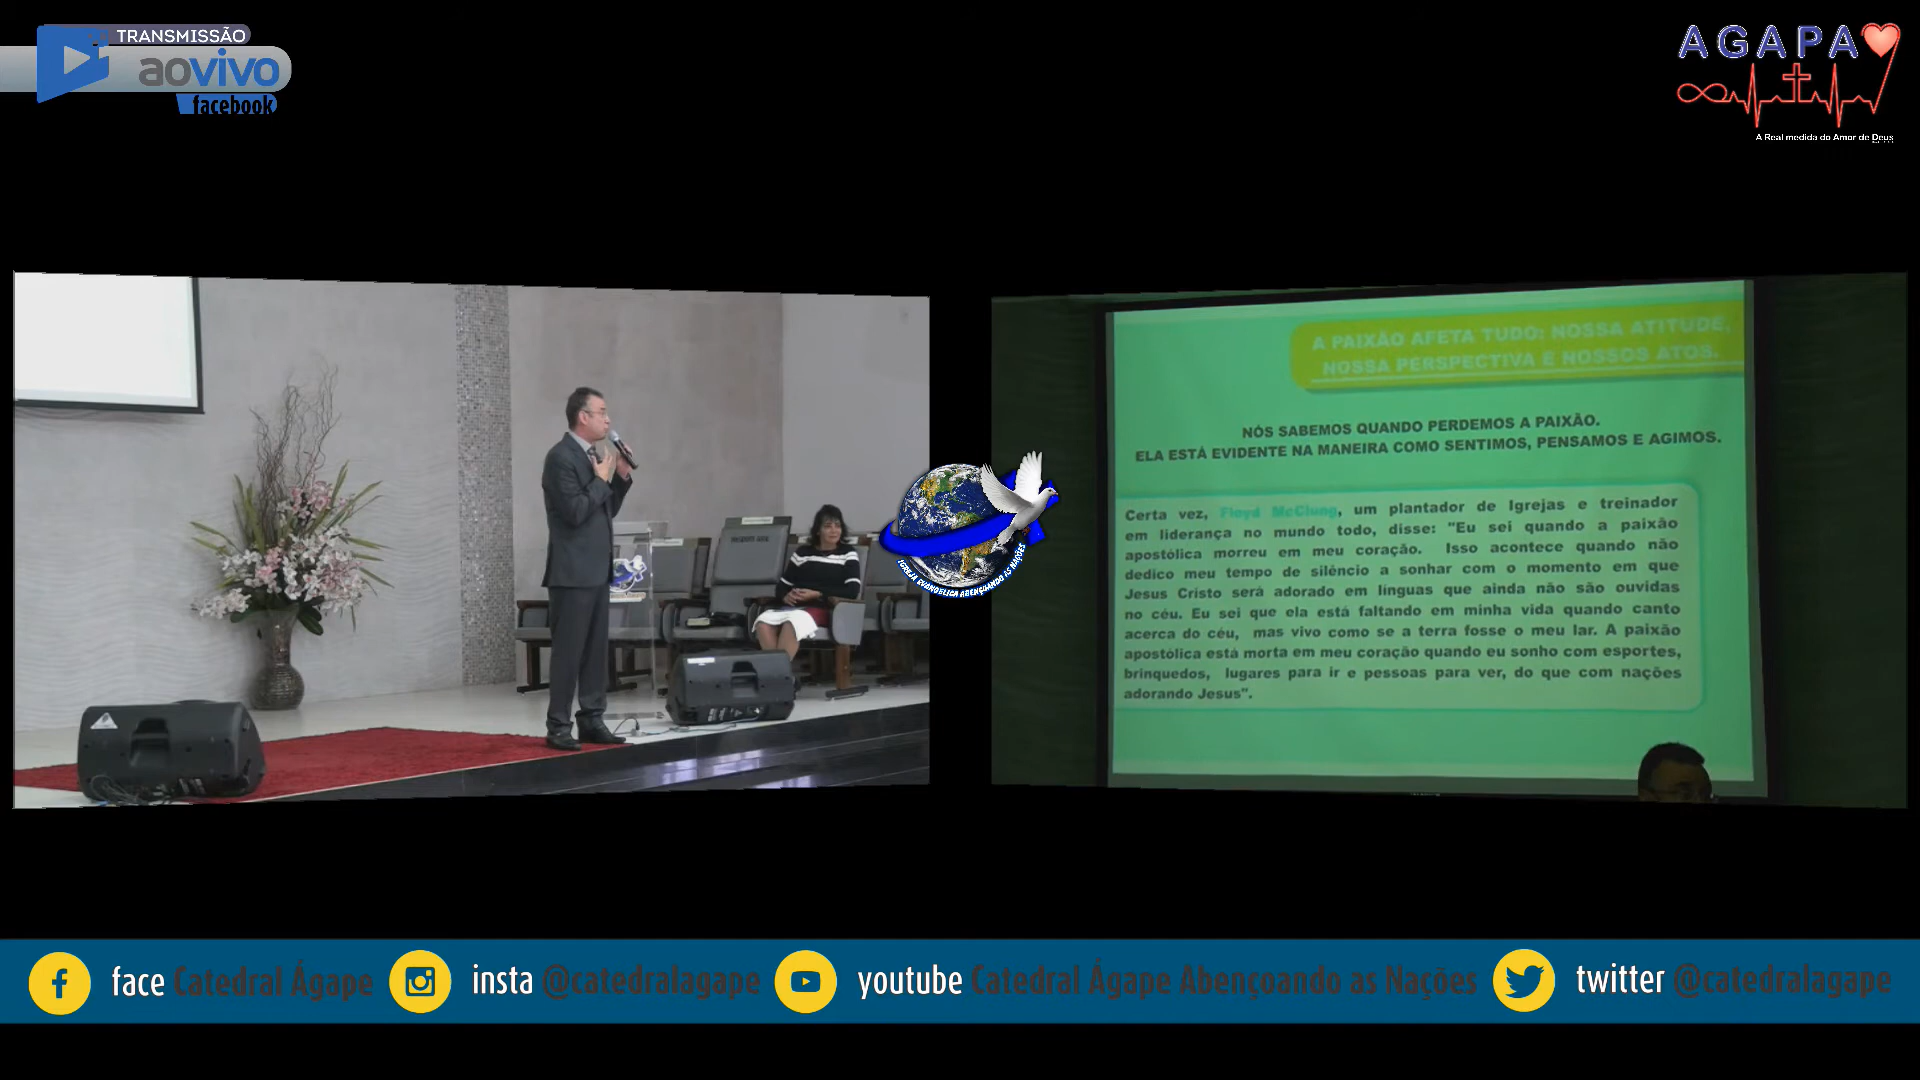 TRANSMISSÃO
aovivo
facebook
AGAPA
A Real medida do Amor de Deus
A PAIXÃO AFETA TUDO: NOSSA ATITUDE,
NOSSA PERSPECTIVA E NOSSOS ATOS.
NÓS SABEMOS QUANDO PERDEMOS A PAIXÃO.
ELA ESTÁ EVIDENTE NA MANEIRA COMO SENTIMOS, PENSAMOS E AGIMOS.
Certa vez, Floyd McClung, um plantador de Igrejas e treinador
em liderança no mundo todo, disse: "Eu sei quando a paixão
apostólica morreu em meu coração. Isso acontece quando não
dedico meu tempo de silêncio a sonhar com o momento em que
Jesus Cristo será adorado em línguas que ainda não são ouvidas
no céu. Eu sei que ela está faltando em minha vida quando canto
acerca do céu, mas vivo como se a terra fosse o meu lar. A paixão
apostólica está morta em meu coração quando eu sonho com esportes,
brinquedos, lugares para ir e pessoas para ver, do que com nações
adorando Jesus".
IGREJA EVANGÉLICA ABENÇOANDO AS NAÇÕES
face Catedral Ágape
insta @catedralagape
youtube Catedral Ágape Abençoando as Nações
twitter @catedralagape